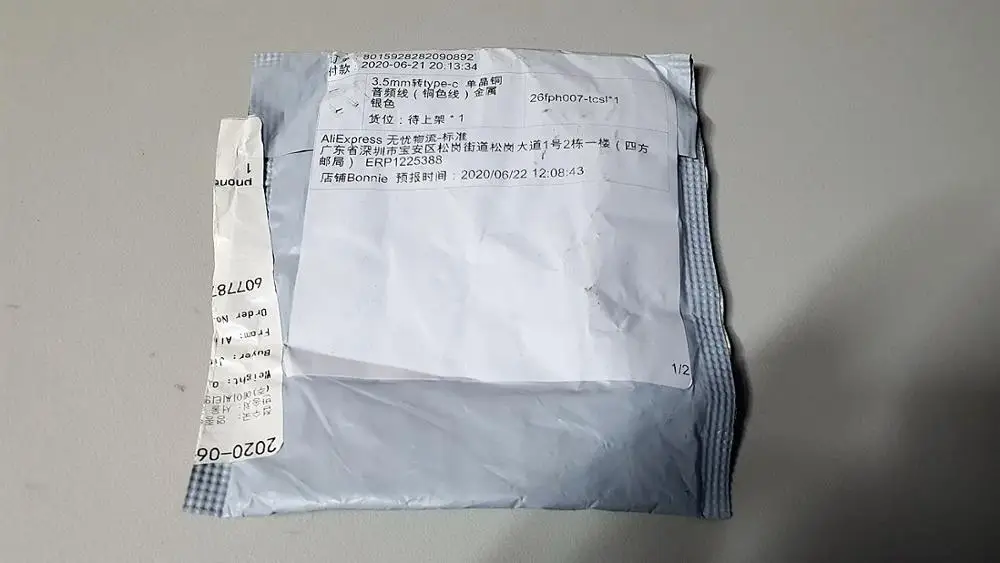 8015928282090892
付款 2020-06-21 20:13:34
3.5mm转type-c 单晶铜
音频线（铜色线）金属
银色
货位：待上架 * 1
26fph007-tcsl*1
AliExpress 无忧物流-标准
广东省深圳市宝安区松岗街道松岗大道1号2栋一楼（四方
邮局） ERP1225388
店铺Bonnie 预报时间：2020/06/22 12:08:43
1/2
2020-06
Weight: 0
Buyer: Ji
From: Al
Order No.
607787
1